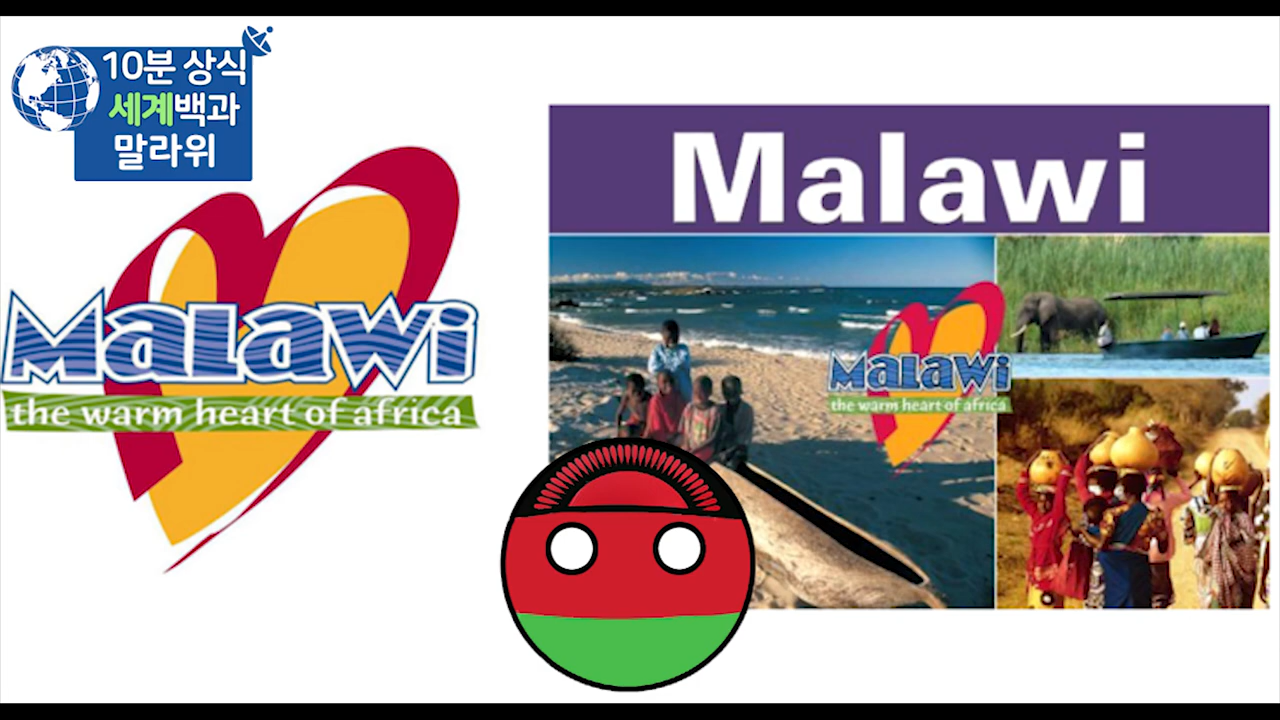 10분 상식
세계백과
말라위
Malawi
the warm heart of africa
Malawi
Malawi
the warm heart of africa